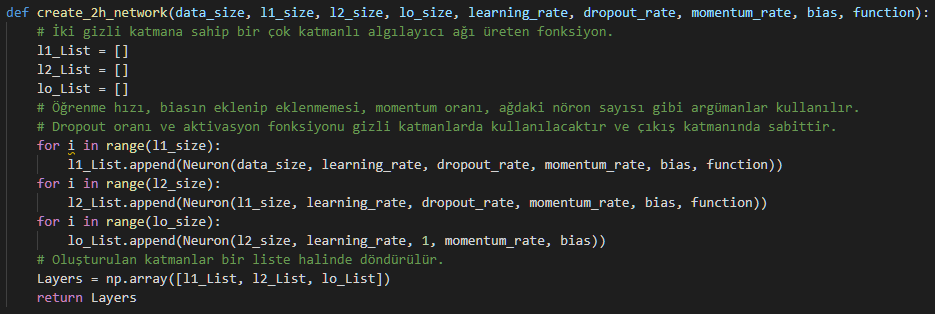 def create_2h_network(data_size, l1_size, l2_size, lo_size, learning_rate, dropout_rate, momentum_rate, bias, function):
    # İki gizli katmana sahip bir çok katmanlı algılayıcı ağı üreten fonksiyon.
    l1_List = []
    l2_List = []
    lo_List = []
    # Öğrenme hızı, biasın eklenip eklenmemesi, momentum oranı, ağdaki nöron sayısı gibi argümanlar kullanılır.
    # Dropout oranı ve aktivasyon fonksiyonu gizli katmanlarda kullanılacaktır ve çıkış katmanında sabittir.
    for i in range(l1_size):
        l1_List.append(Neuron(data_size, learning_rate, dropout_rate, momentum_rate, bias, function))
    for i in range(l2_size):
        l2_List.append(Neuron(l1_size, learning_rate, dropout_rate, momentum_rate, bias, function))
    for i in range(lo_size):
        lo_List.append(Neuron(l2_size, learning_rate, 1, momentum_rate, bias))
    # Oluşturulan katmanlar bir liste halinde döndürülür.
    Layers = np.array([l1_List, l2_List, lo_List])
    return Layers